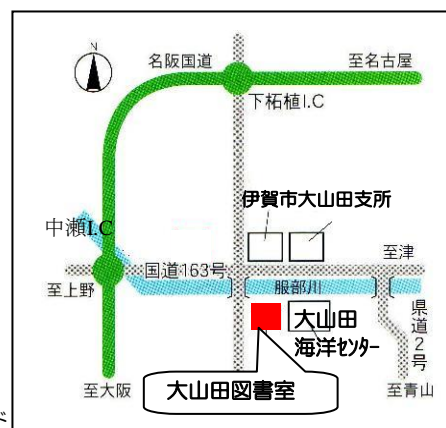 N
名阪国道
至名古屋
下柘植I.C
伊賀市大山田支所
中瀬I.C
至津
国道163号
至上野
服部川
大山田
海洋センター
県道2号
大山田図書室
至大阪
至青山
ド